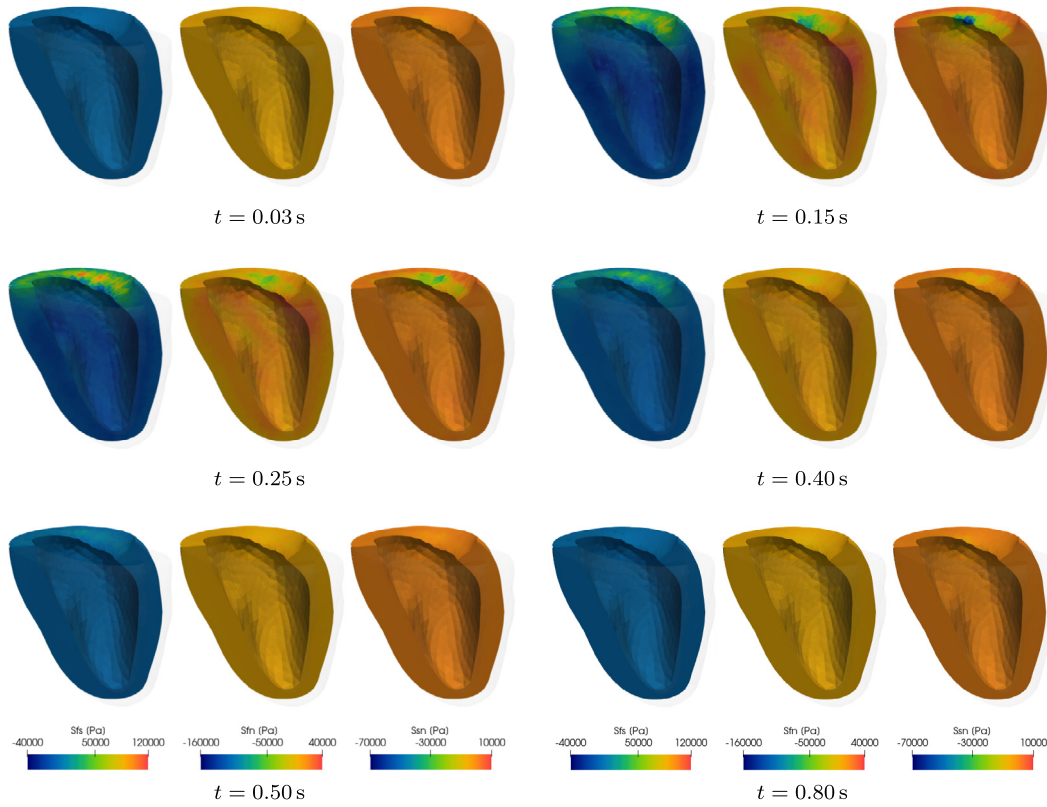 t = 0.03 s
t = 0.15 s
t = 0.25 s
t = 0.40 s
Sfs (Pa) Sfn (Pa) Ssn (Pa) Sfs (Pa) Sfn (Pa) Ssn (Pa)
-40000 50000 120000 -160000 -50000 40000 -70000 -30000 10000 -40000 50000 120000 -160000 -50000 40000 -70000 -30000 10000
t = 0.50 s
t = 0.80 s